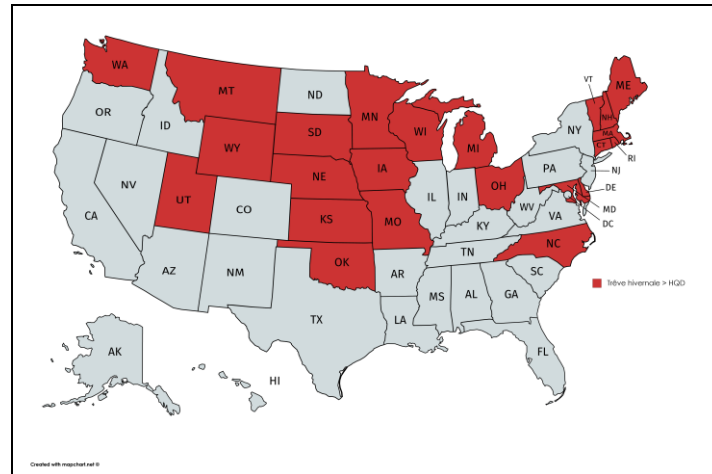 WA
MT
ND
MN
VT
ME
OR
ID
SD
WI
MI
NY
NH
MA
CT
RI
WY
NE
IA
PA
NJ
NV
UT
CO
IL
IN
OH
DE
MD
DC
CA
KS
MO
WV
VA
KY
AZ
NM
OK
AR
TN
NC
SC
MS
AL
GA
TX
LA
FL
AK
HI
Trêve hivernale > HQD
Created with mapchart.net ©